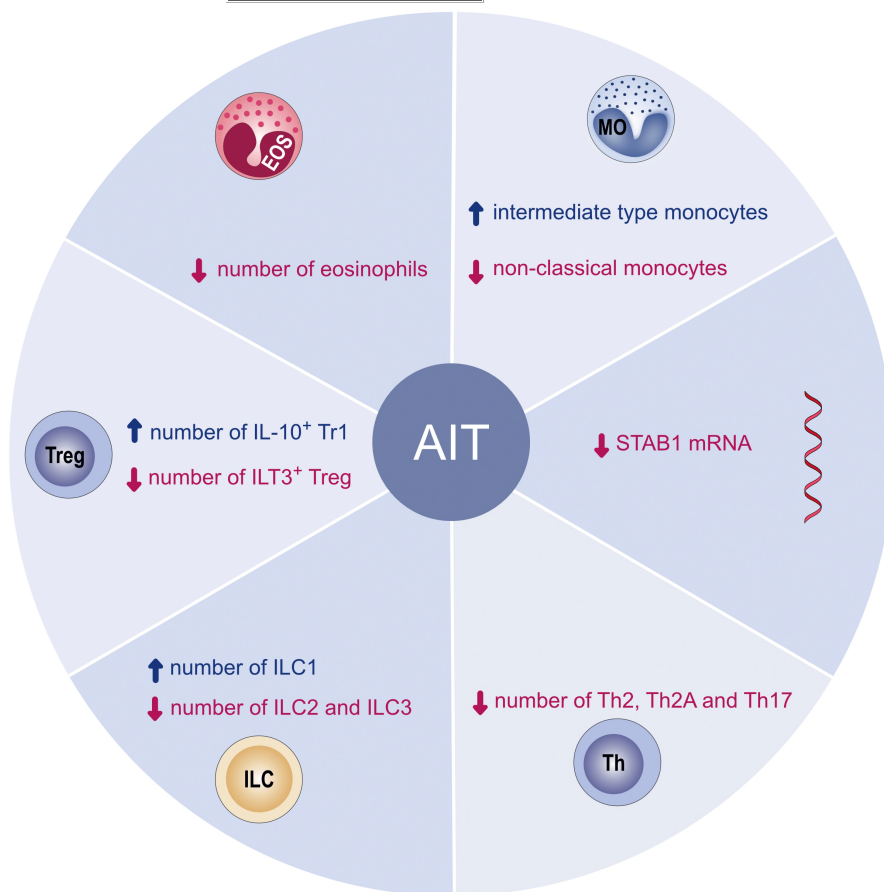 EOS
↓ number of eosinophils
MO
↑ intermediate type monocytes
↓ non-classical monocytes
Treg
↑ number of IL-10⁺ Tr1
↓ number of ILT3⁺ Treg
AIT
↓ STAB1 mRNA
↑ number of ILC1
↓ number of ILC2 and ILC3
ILC
↓ number of Th2, Th2A and Th17
Th